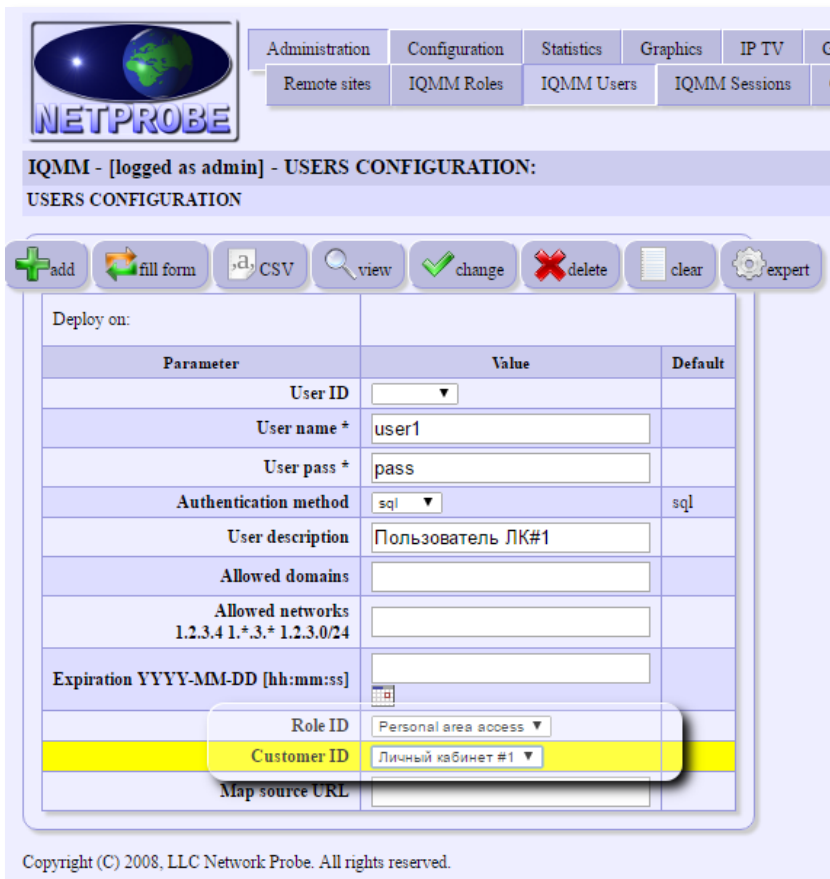 NETPROBE
Administration Configuration Statistics Graphics IP TV
Remote sites IQMM Roles IQMM Users IQMM Sessions
IQMM - [logged as admin] - USERS CONFIGURATION:
USERS CONFIGURATION
add fill form ,a, CSV view change delete clear expert
Deploy on:
Parameter Value Default
User ID
User name * user1
User pass * pass
Authentication method sql sql
User description Пользователь ЛК#1
Allowed domains
Allowed networks
1.2.3.4 1.*.3.* 1.2.3.0/24
Expiration YYYY-MM-DD [hh:mm:ss]
Role ID Personal area access
Customer ID Личный кабинет #1
Map source URL
Copyright (C) 2008, LLC Network Probe. All rights reserved.